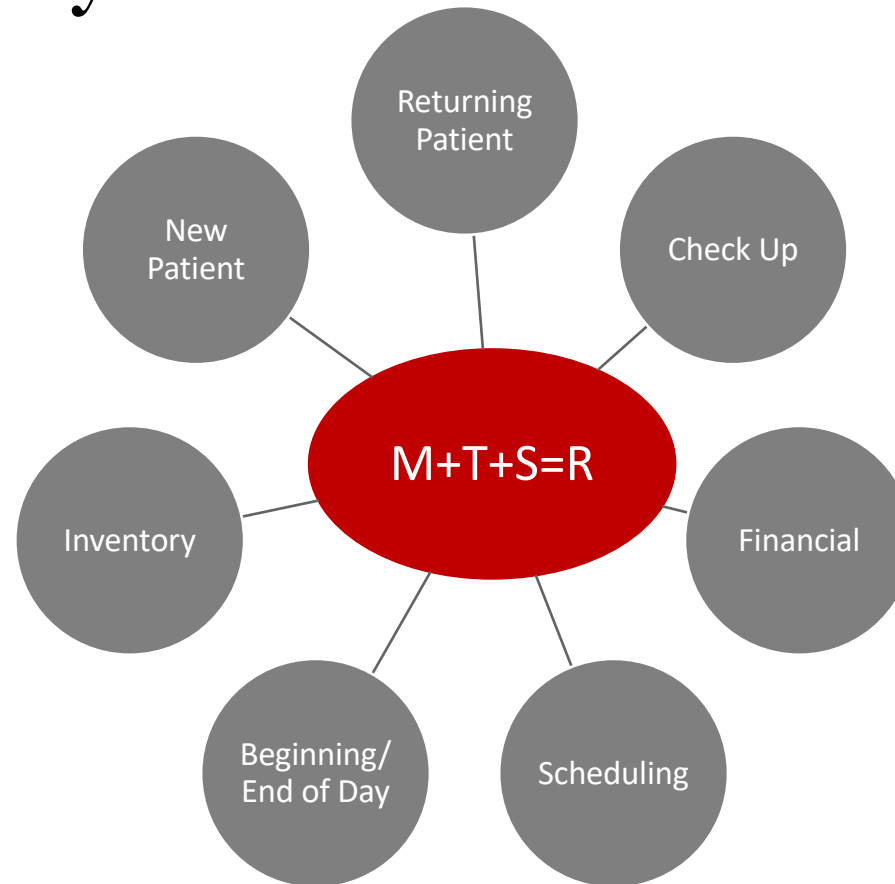 y
Returning
Patient
New
Patient
Check Up
M+T+S=R
Inventory
Financial
Beginning/
End of Day
Scheduling